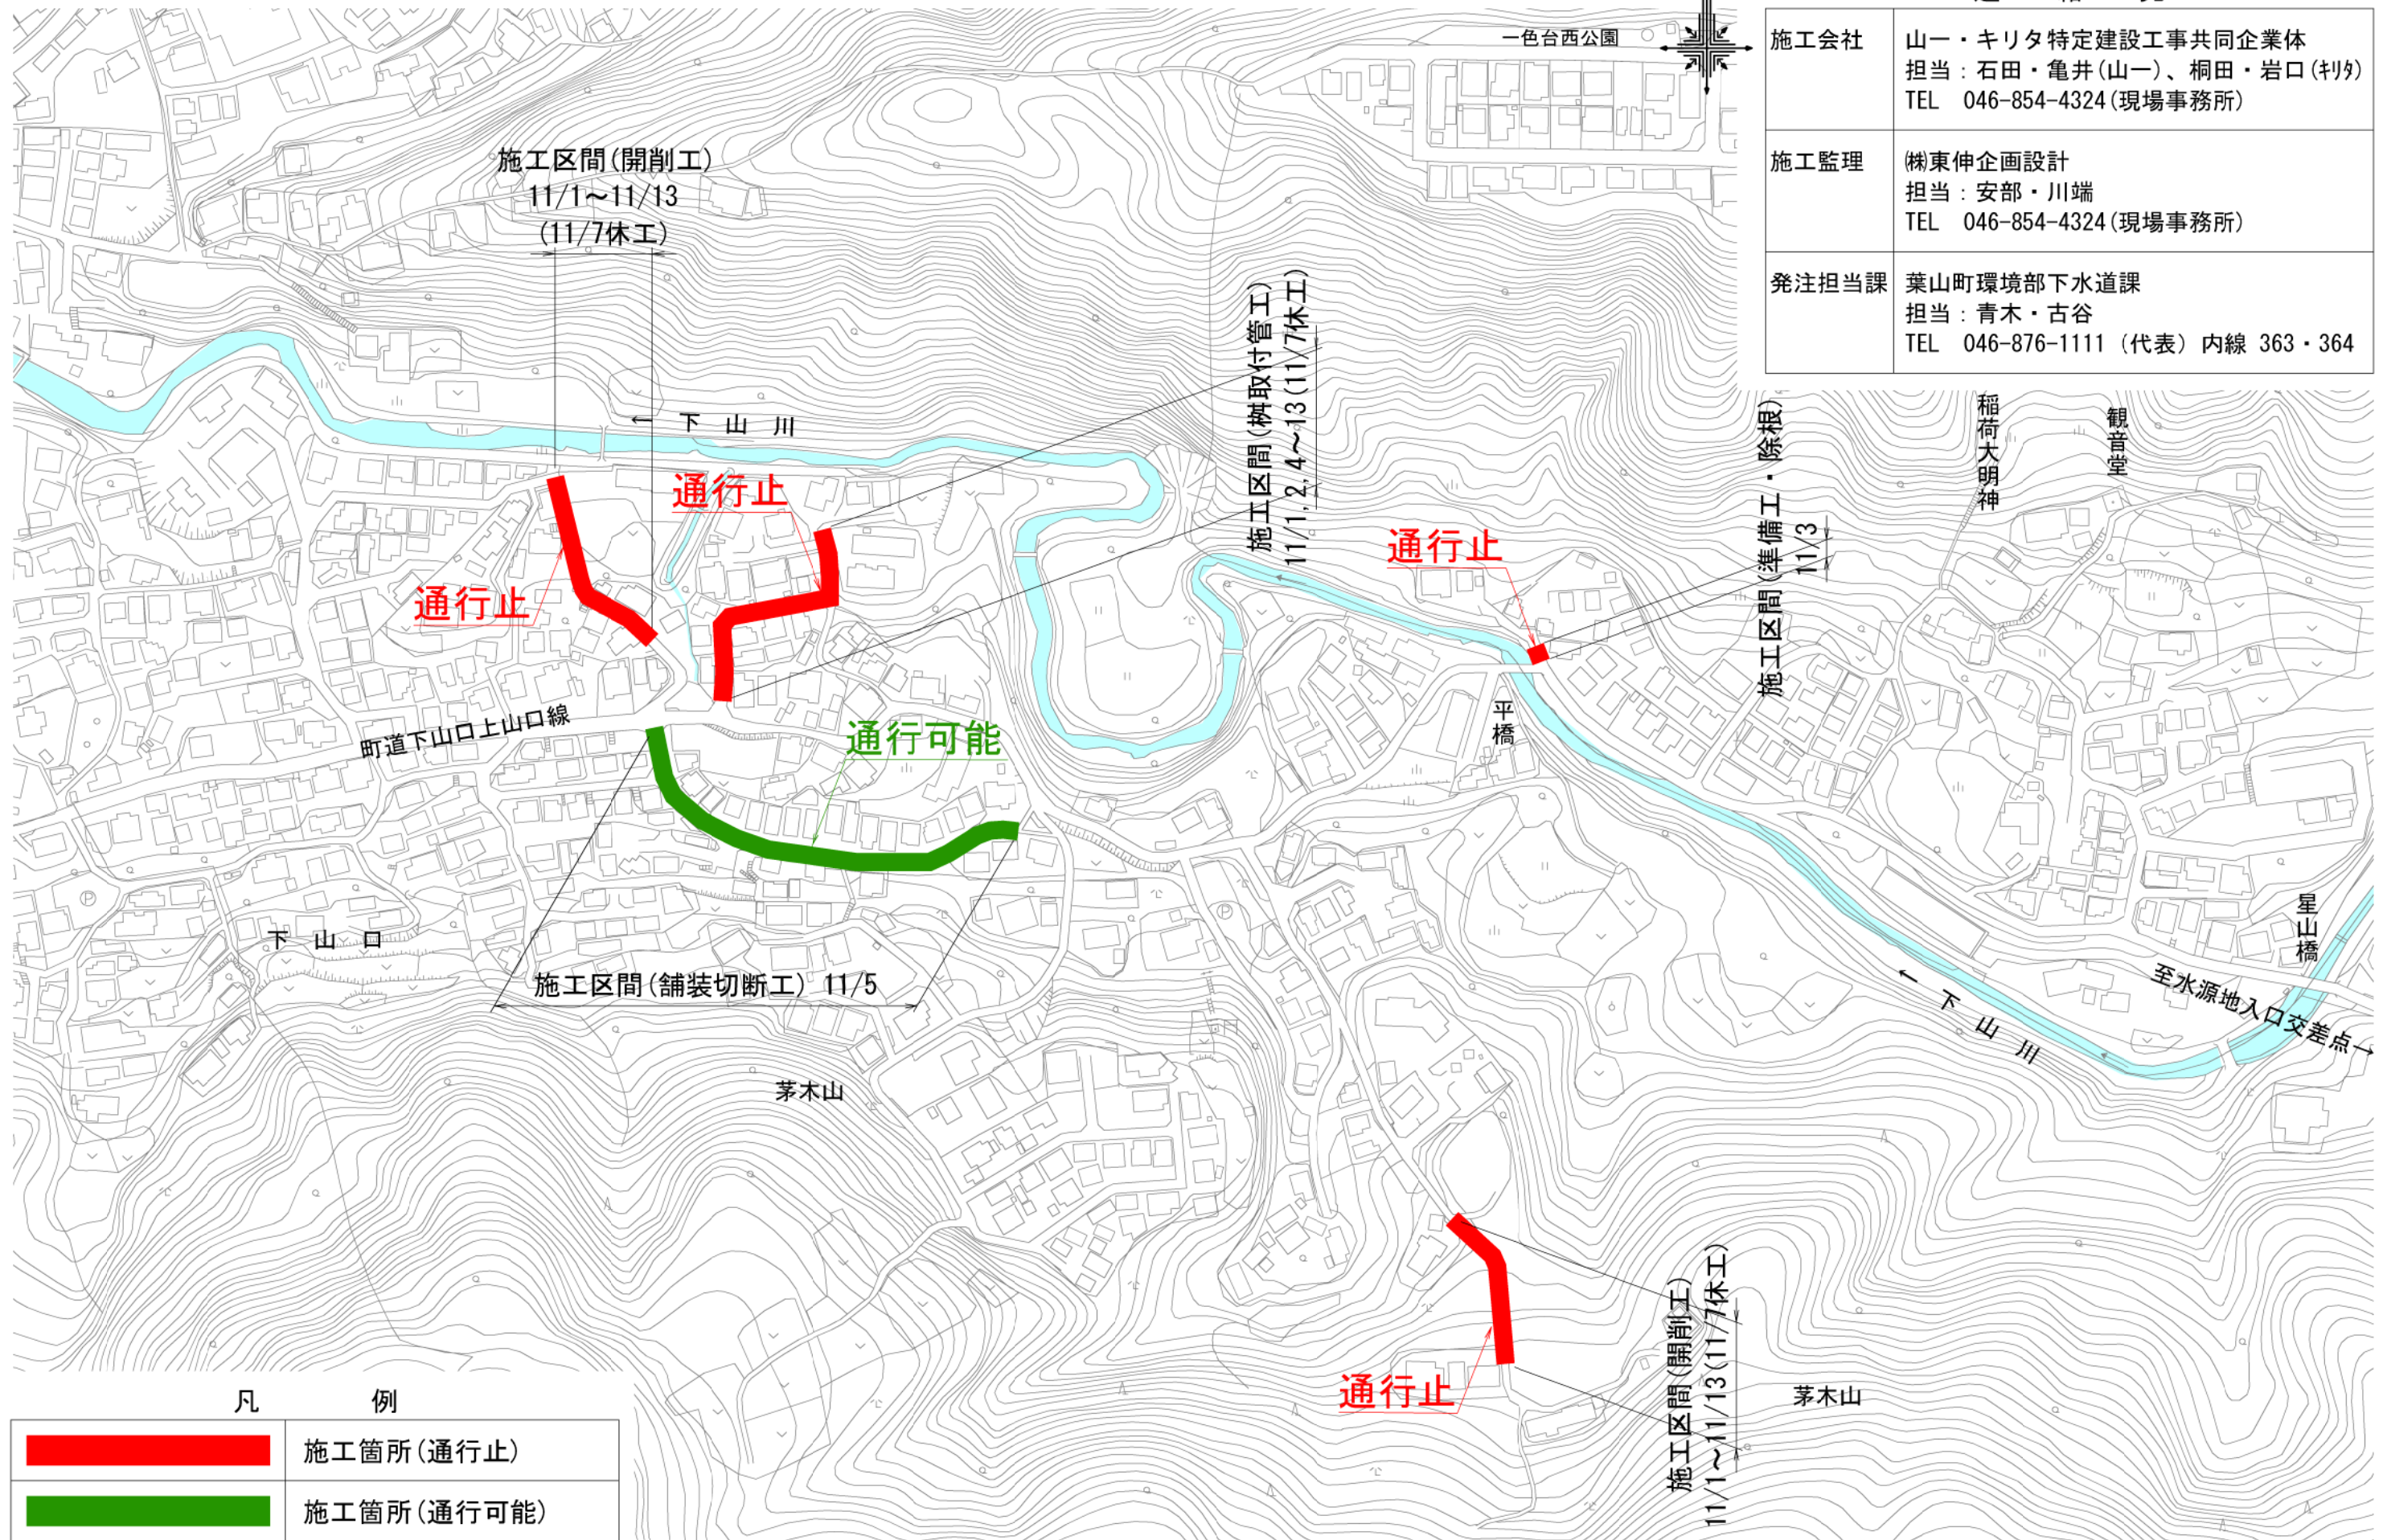 一色台西公園
施工会社
山一・キリタ特定建設工事共同企業体
担当：石田・亀井(山一)、桐田・岩口(ｷﾘﾀ)
TEL 046-854-4324(現場事務所)
施工監理
㈱東伸企画設計
担当：安部・川端
TEL 046-854-4324(現場事務所)
発注担当課
葉山町環境部下水道課
担当：青木・古谷
TEL 046-876-1111（代表）内線 363・364
施工区間(開削工)
11/1～11/13
(11/7休工)
施工区間(桝取付管工)
11/1,2,4～13(11/7休工)
施工区間(準備工・除根)
11/3
稲荷大明神
観音堂
← 下山川
通行止
通行止
通行止
平橋
町道下山口上山口線
通行可能
下山口
施工区間(舗装切断工) 11/5
星山橋
至水源地入口交差点→
← 下山川
茅木山
Ⓟ
Ⓟ
通行止
施工区間(開削工)
11/1～11/13(11/7休工)
茅木山
凡例
施工箇所(通行止)
施工箇所(通行可能)